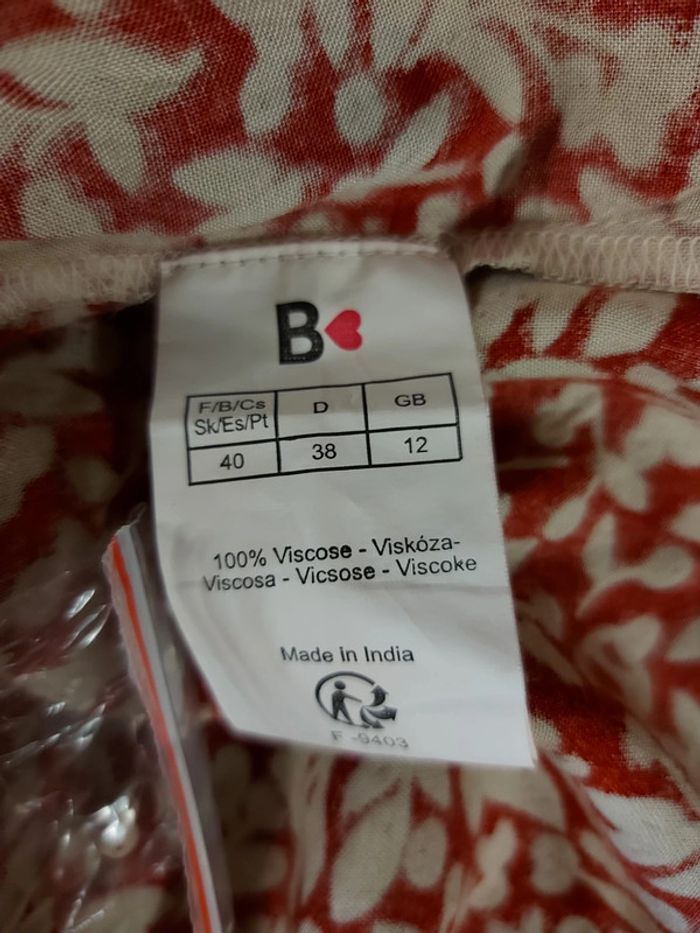 B
F/B/Cs
Sk/Es/Pt
D
GB
40
38
12
100% Viscose - Viskóza-
Viscosa - Vicsose - Viscoke
Made in India
F -9403